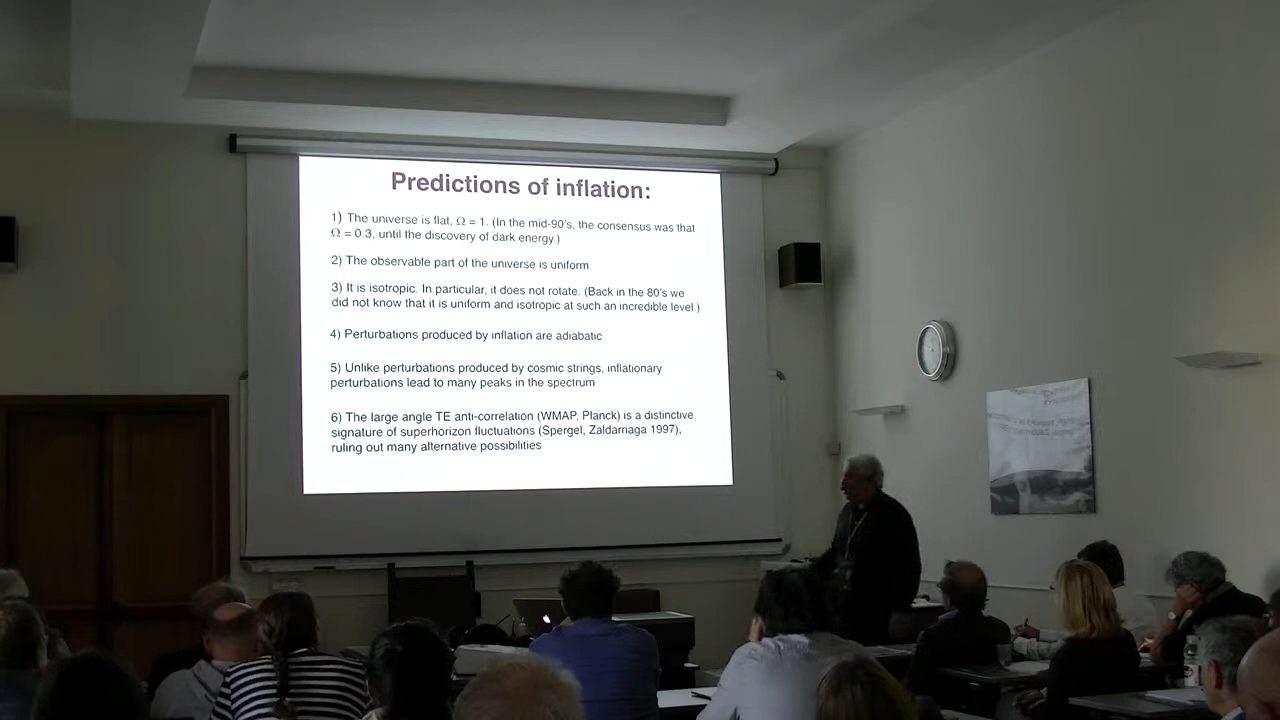 Predictions of inflation:
1) The universe is flat, Ω = 1. (In the mid-90's, the consensus was that
Ω = 0.3, until the discovery of dark energy.)
2) The observable part of the universe is uniform.
3) It is isotropic. In particular, it does not rotate. (Back in the 80's we
did not know that it is uniform and isotropic at such an incredible level.)
4) Perturbations produced by inflation are adiabatic
5) Unlike perturbations produced by cosmic strings, inflationary
perturbations lead to many peaks in the spectrum
6) The large angle TE anti-correlation (WMAP, Planck) is a distinctive
signature of superhorizon fluctuations (Spergel, Zaldarriaga 1997),
ruling out many alternative possibilities